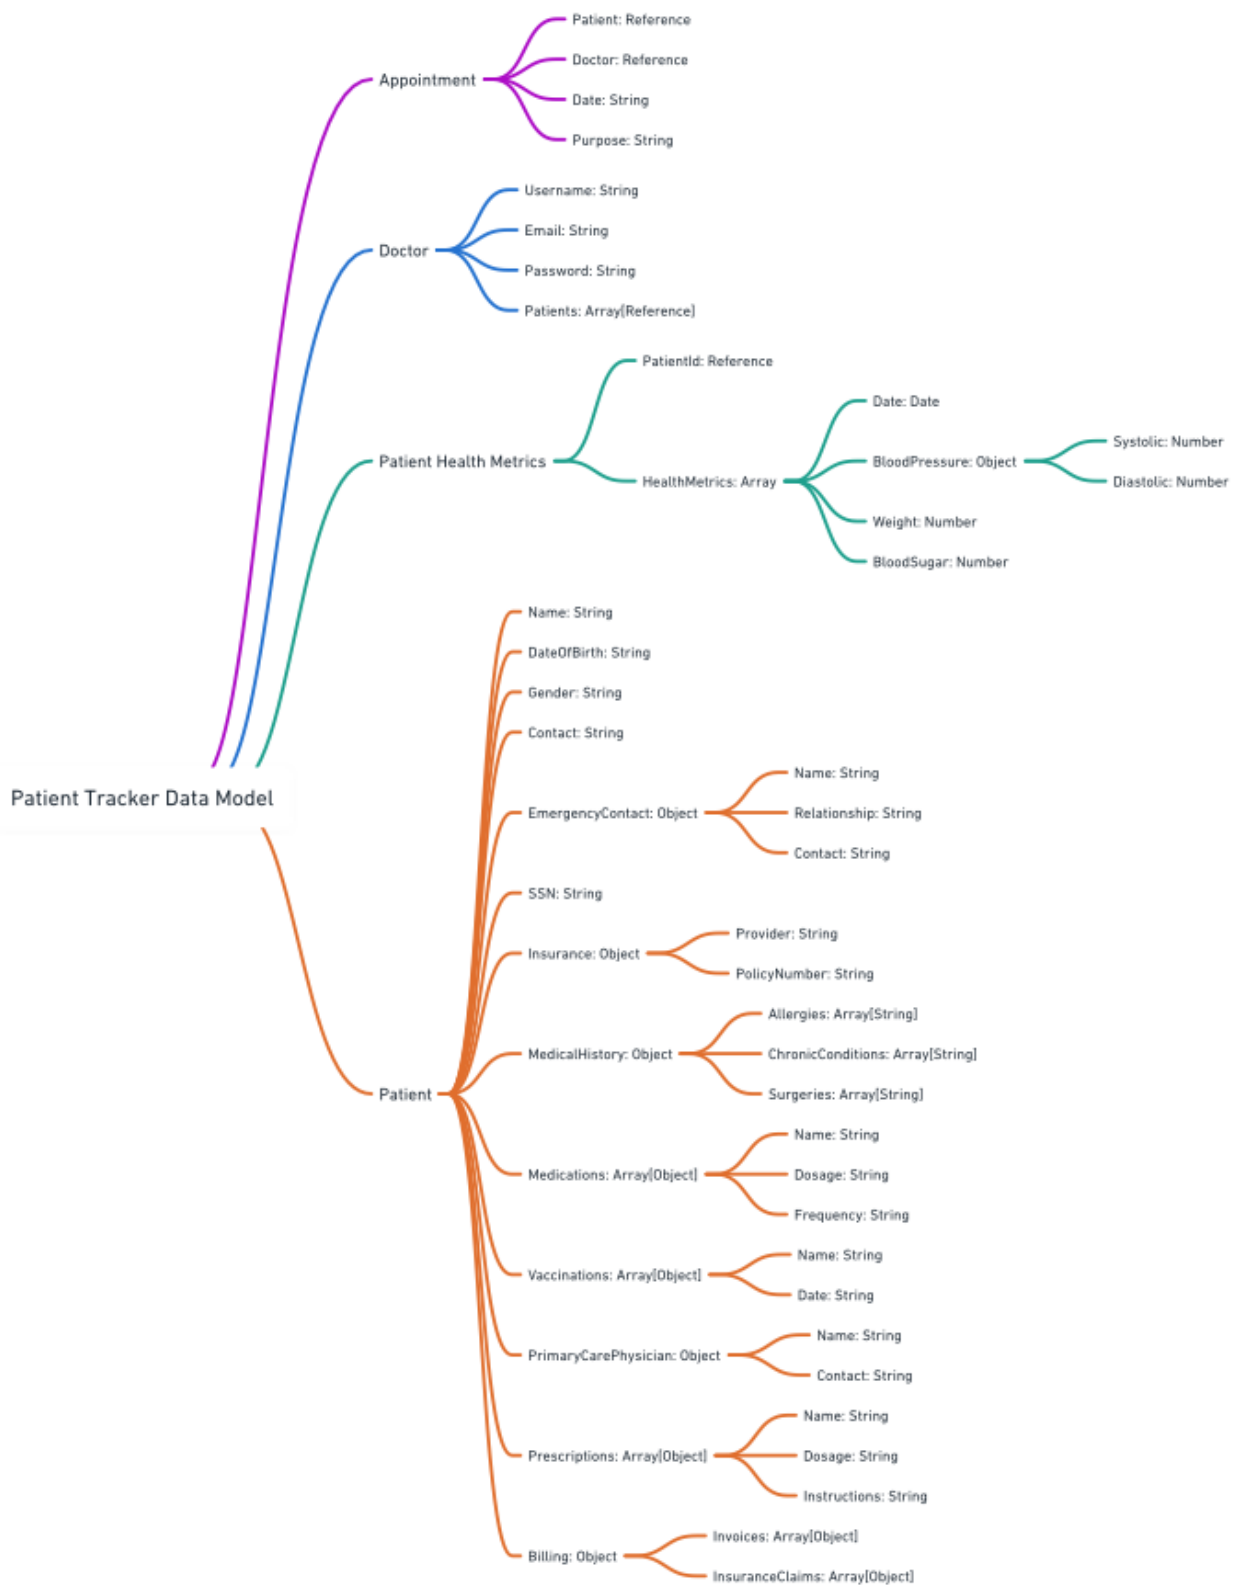 Patient Tracker Data Model
Appointment
Patient: Reference
Doctor: Reference
Date: String
Purpose: String
Doctor
Username: String
Email: String
Password: String
Patients: Array[Reference]
Patient Health Metrics
PatientId: Reference
HealthMetrics: Array
Date: Date
BloodPressure: Object
Systolic: Number
Diastolic: Number
Weight: Number
BloodSugar: Number
Patient
Name: String
DateOfBirth: String
Gender: String
Contact: String
EmergencyContact: Object
Name: String
Relationship: String
Contact: String
SSN: String
Insurance: Object
Provider: String
PolicyNumber: String
MedicalHistory: Object
Allergies: Array[String]
ChronicConditions: Array[String]
Surgeries: Array[String]
Medications: Array[Object]
Name: String
Dosage: String
Frequency: String
Vaccinations: Array[Object]
Name: String
Date: String
PrimaryCarePhysician: Object
Name: String
Contact: String
Prescriptions: Array[Object]
Name: String
Dosage: String
Instructions: String
Billing: Object
Invoices: Array[Object]
InsuranceClaims: Array[Object]